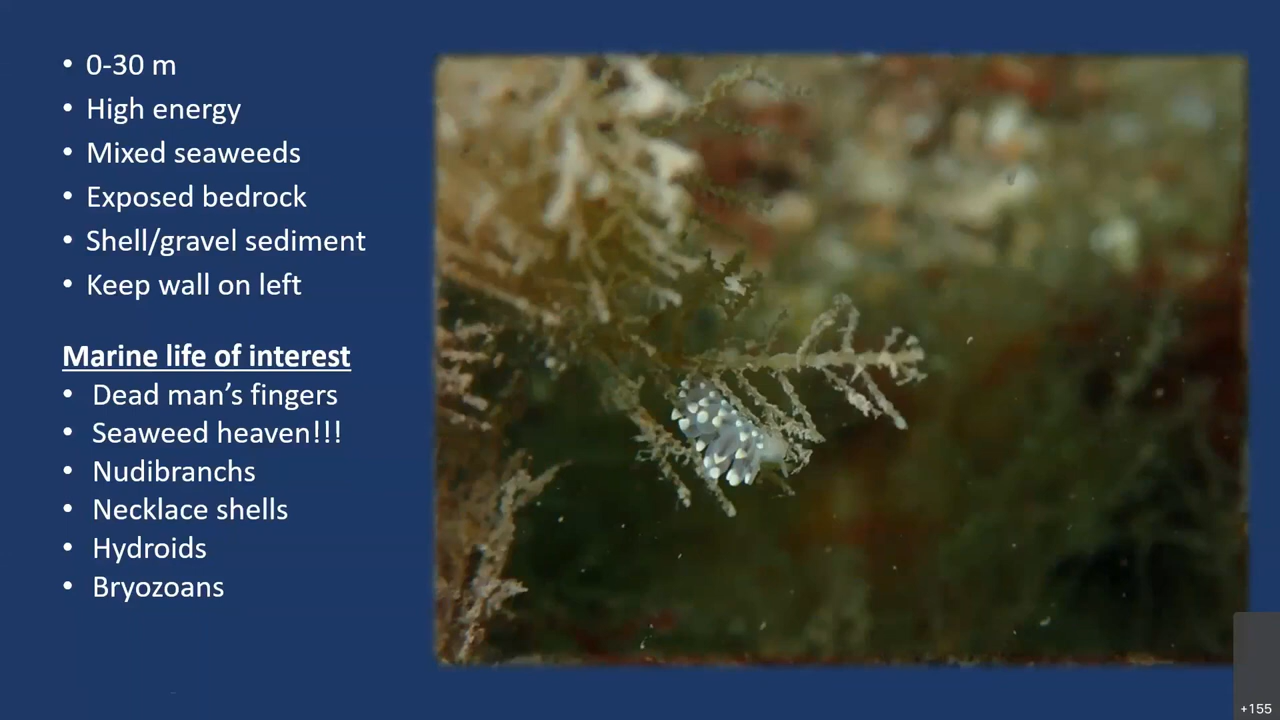 • 0-30 m
• High energy
• Mixed seaweeds
• Exposed bedrock
• Shell/gravel sediment
• Keep wall on left
Marine life of interest
• Dead man’s fingers
• Seaweed heaven!!!
• Nudibranchs
• Necklace shells
• Hydroids
• Bryozoans
+155